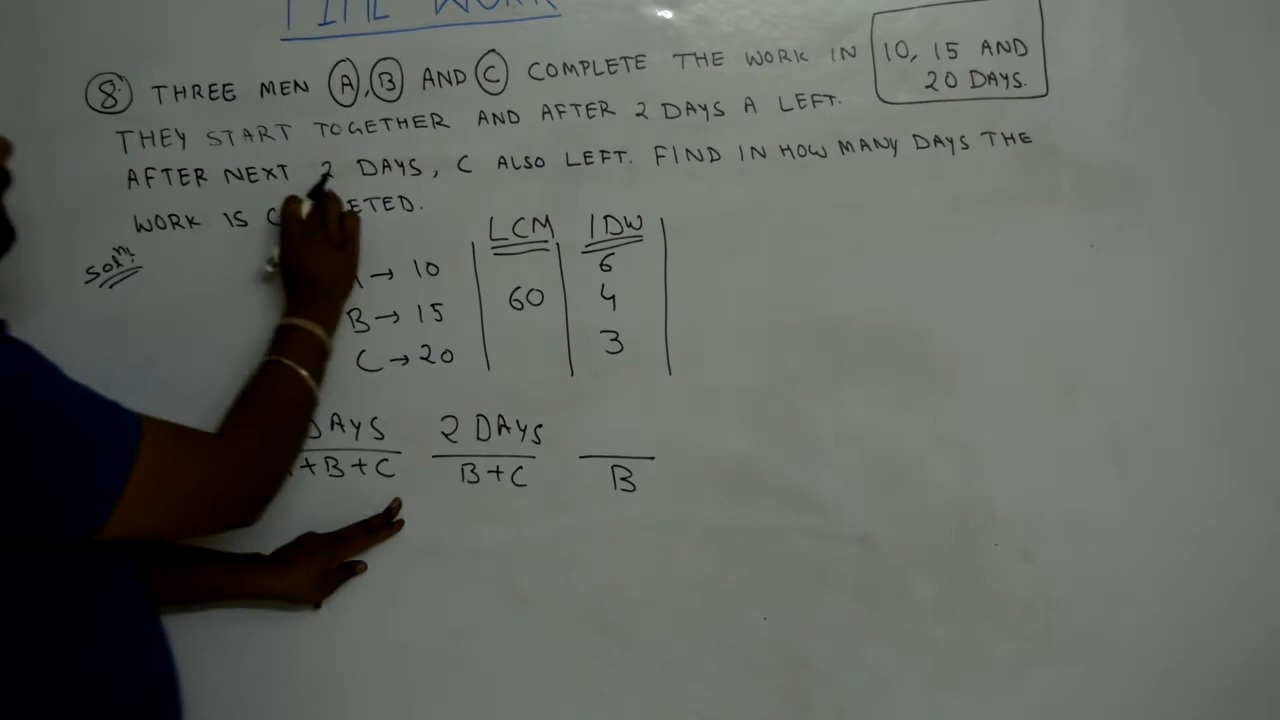 WORK
8. THREE MEN A, B AND C COMPLETE THE WORK IN 10, 15 AND
20 DAYS.
THEY START TOGETHER AND AFTER 2 DAYS A LEFT.
AFTER NEXT 2 DAYS, C ALSO LEFT. FIND IN HOW MANY DAYS THE
WORK IS
Solⁿ:
LCM 1DW
→ 10 6
60
B → 15 4
C → 20 3
DAYS 2 DAYS
+B+C B+C B